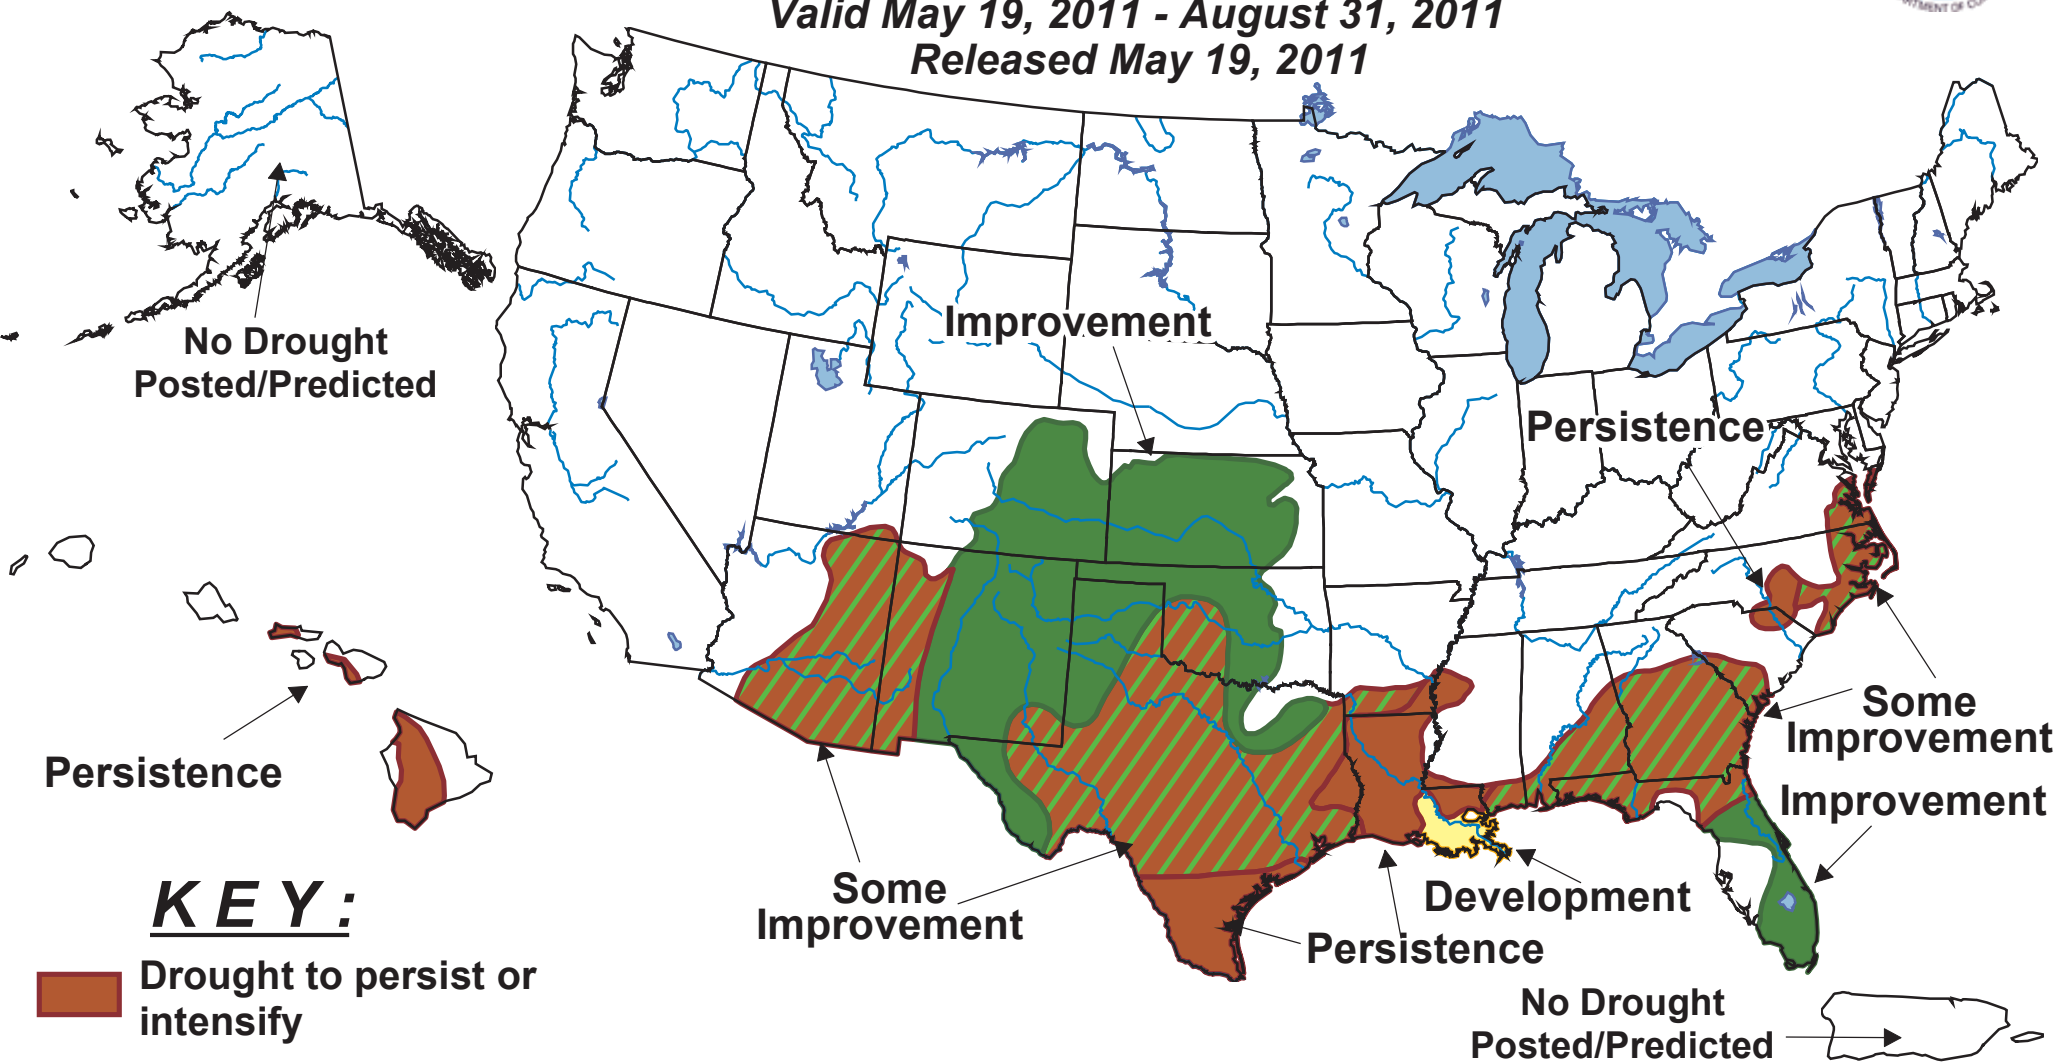 Valid May 19, 2011 - August 31, 2011
Released May 19, 2011
No Drought
Posted/Predicted
Improvement
Persistence
Persistence
Some
Improvement
Improvement
Some
Improvement
Development
Persistence
KEY:
Drought to persist or
intensify
No Drought
Posted/Predicted